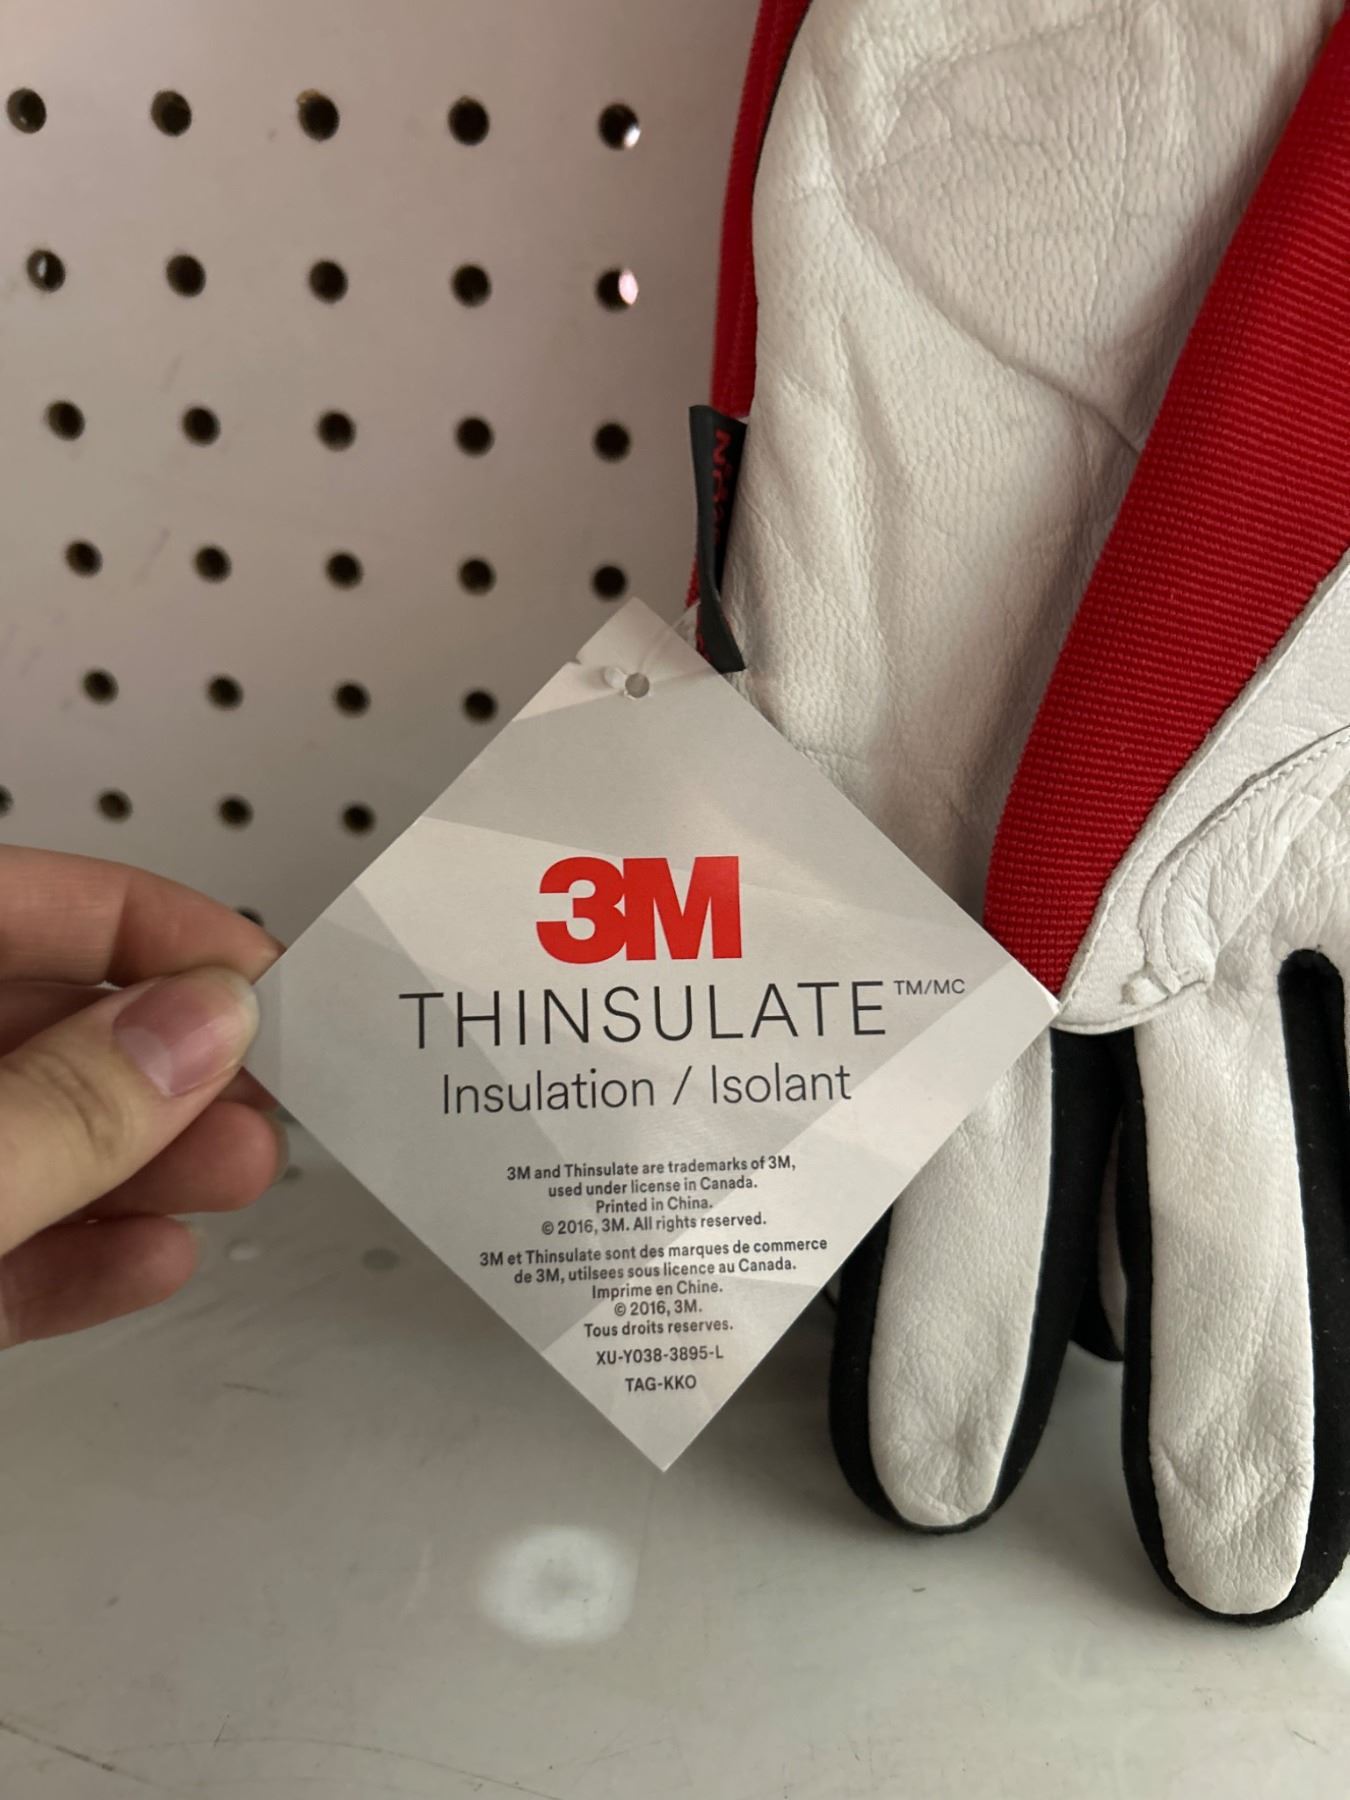 3M
THINSULATE™/MC
Insulation / Isolant
3M and Thinsulate are trademarks of 3M,
used under license in Canada.
Printed in China.
© 2016, 3M. All rights reserved.
3M et Thinsulate sont des marques de commerce
de 3M, utilsees sous licence au Canada.
Imprime en Chine.
© 2016, 3M.
Tous droits reserves.
XU-Y038-3895-L
TAG-KKO